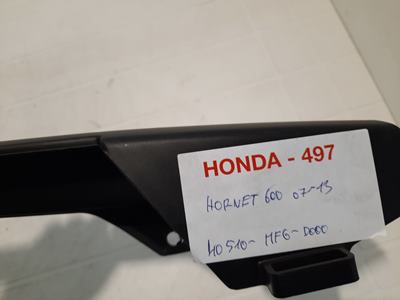 HONDA - 497
HORNET 600 07-13
40510- MFG-D000